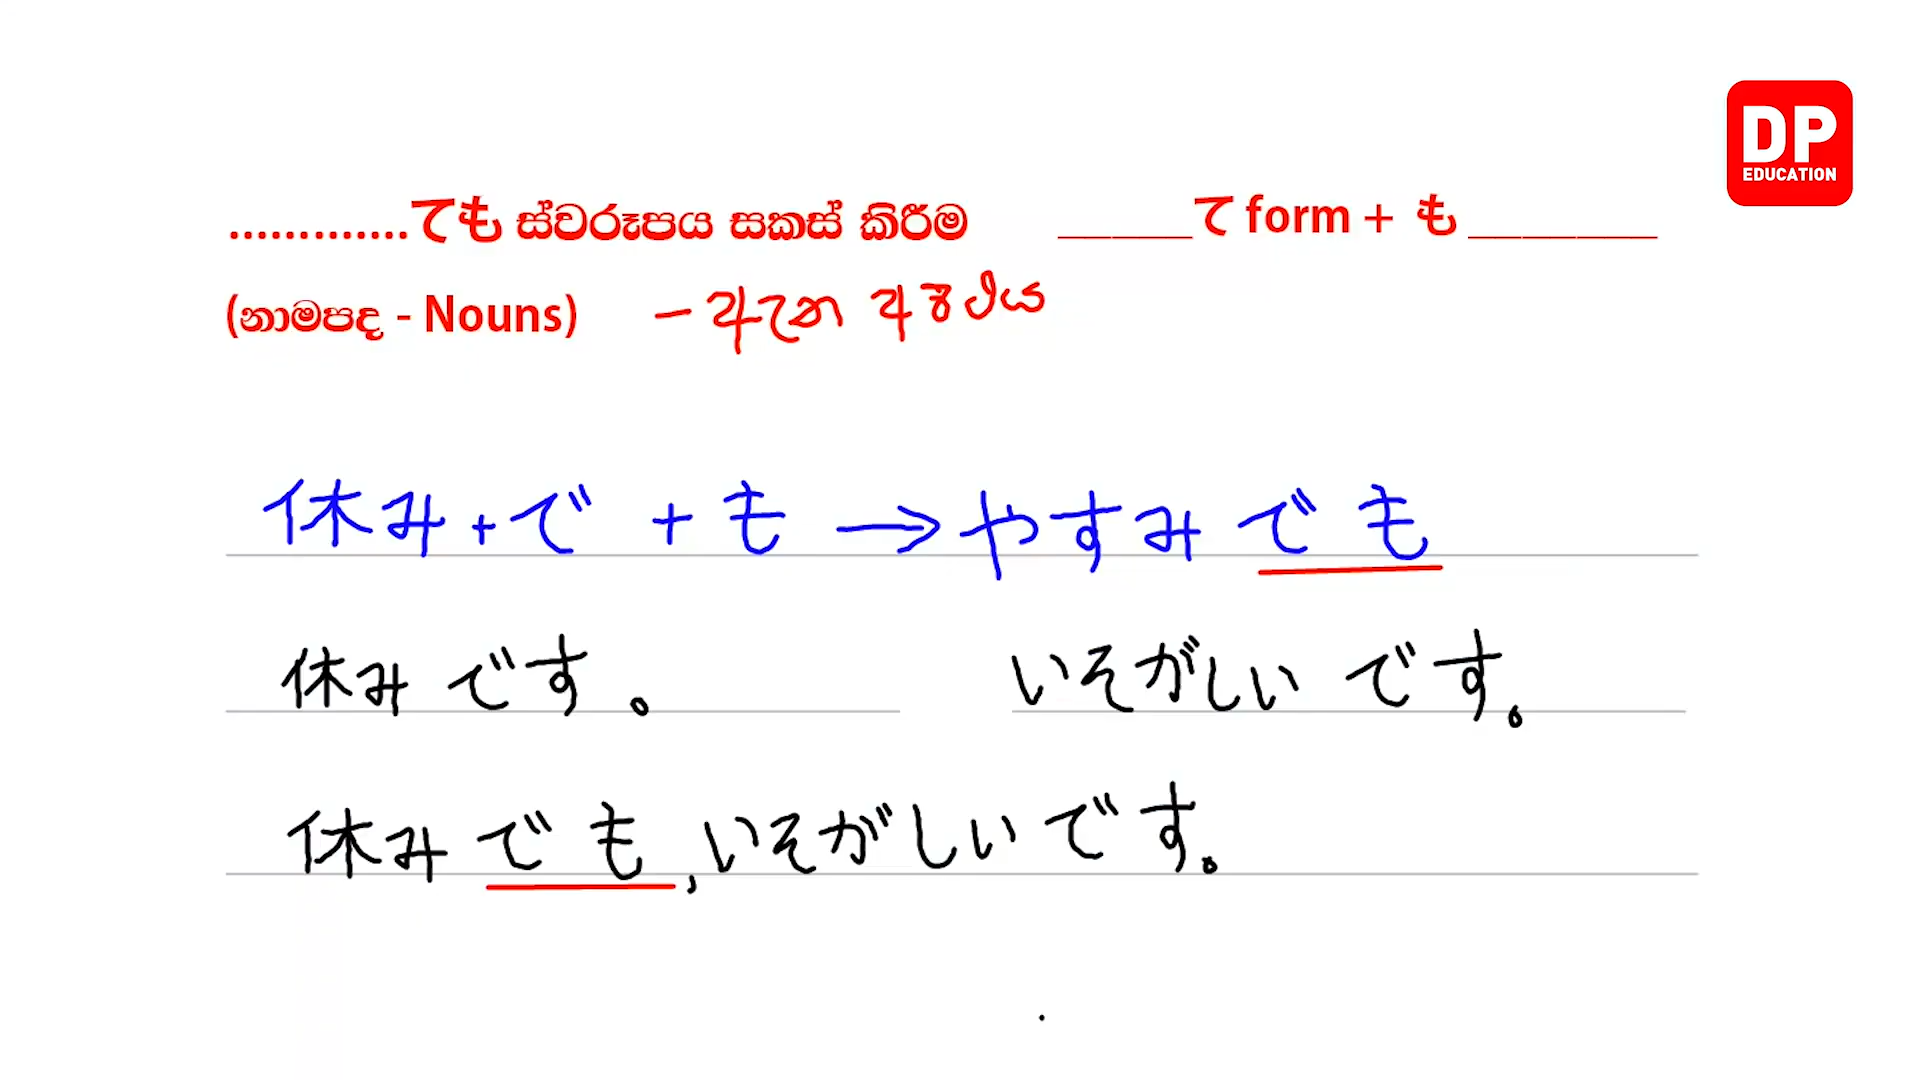 DP
EDUCATION
.............ても ස්වරූපය සකස් කිරීම _____て form + も _______
(නාමපද - Nouns) – ඇත අර්ථය
休み + で + も → やすみ でも
休み です。 いそがしい です。
休み でも, いそがしい です。